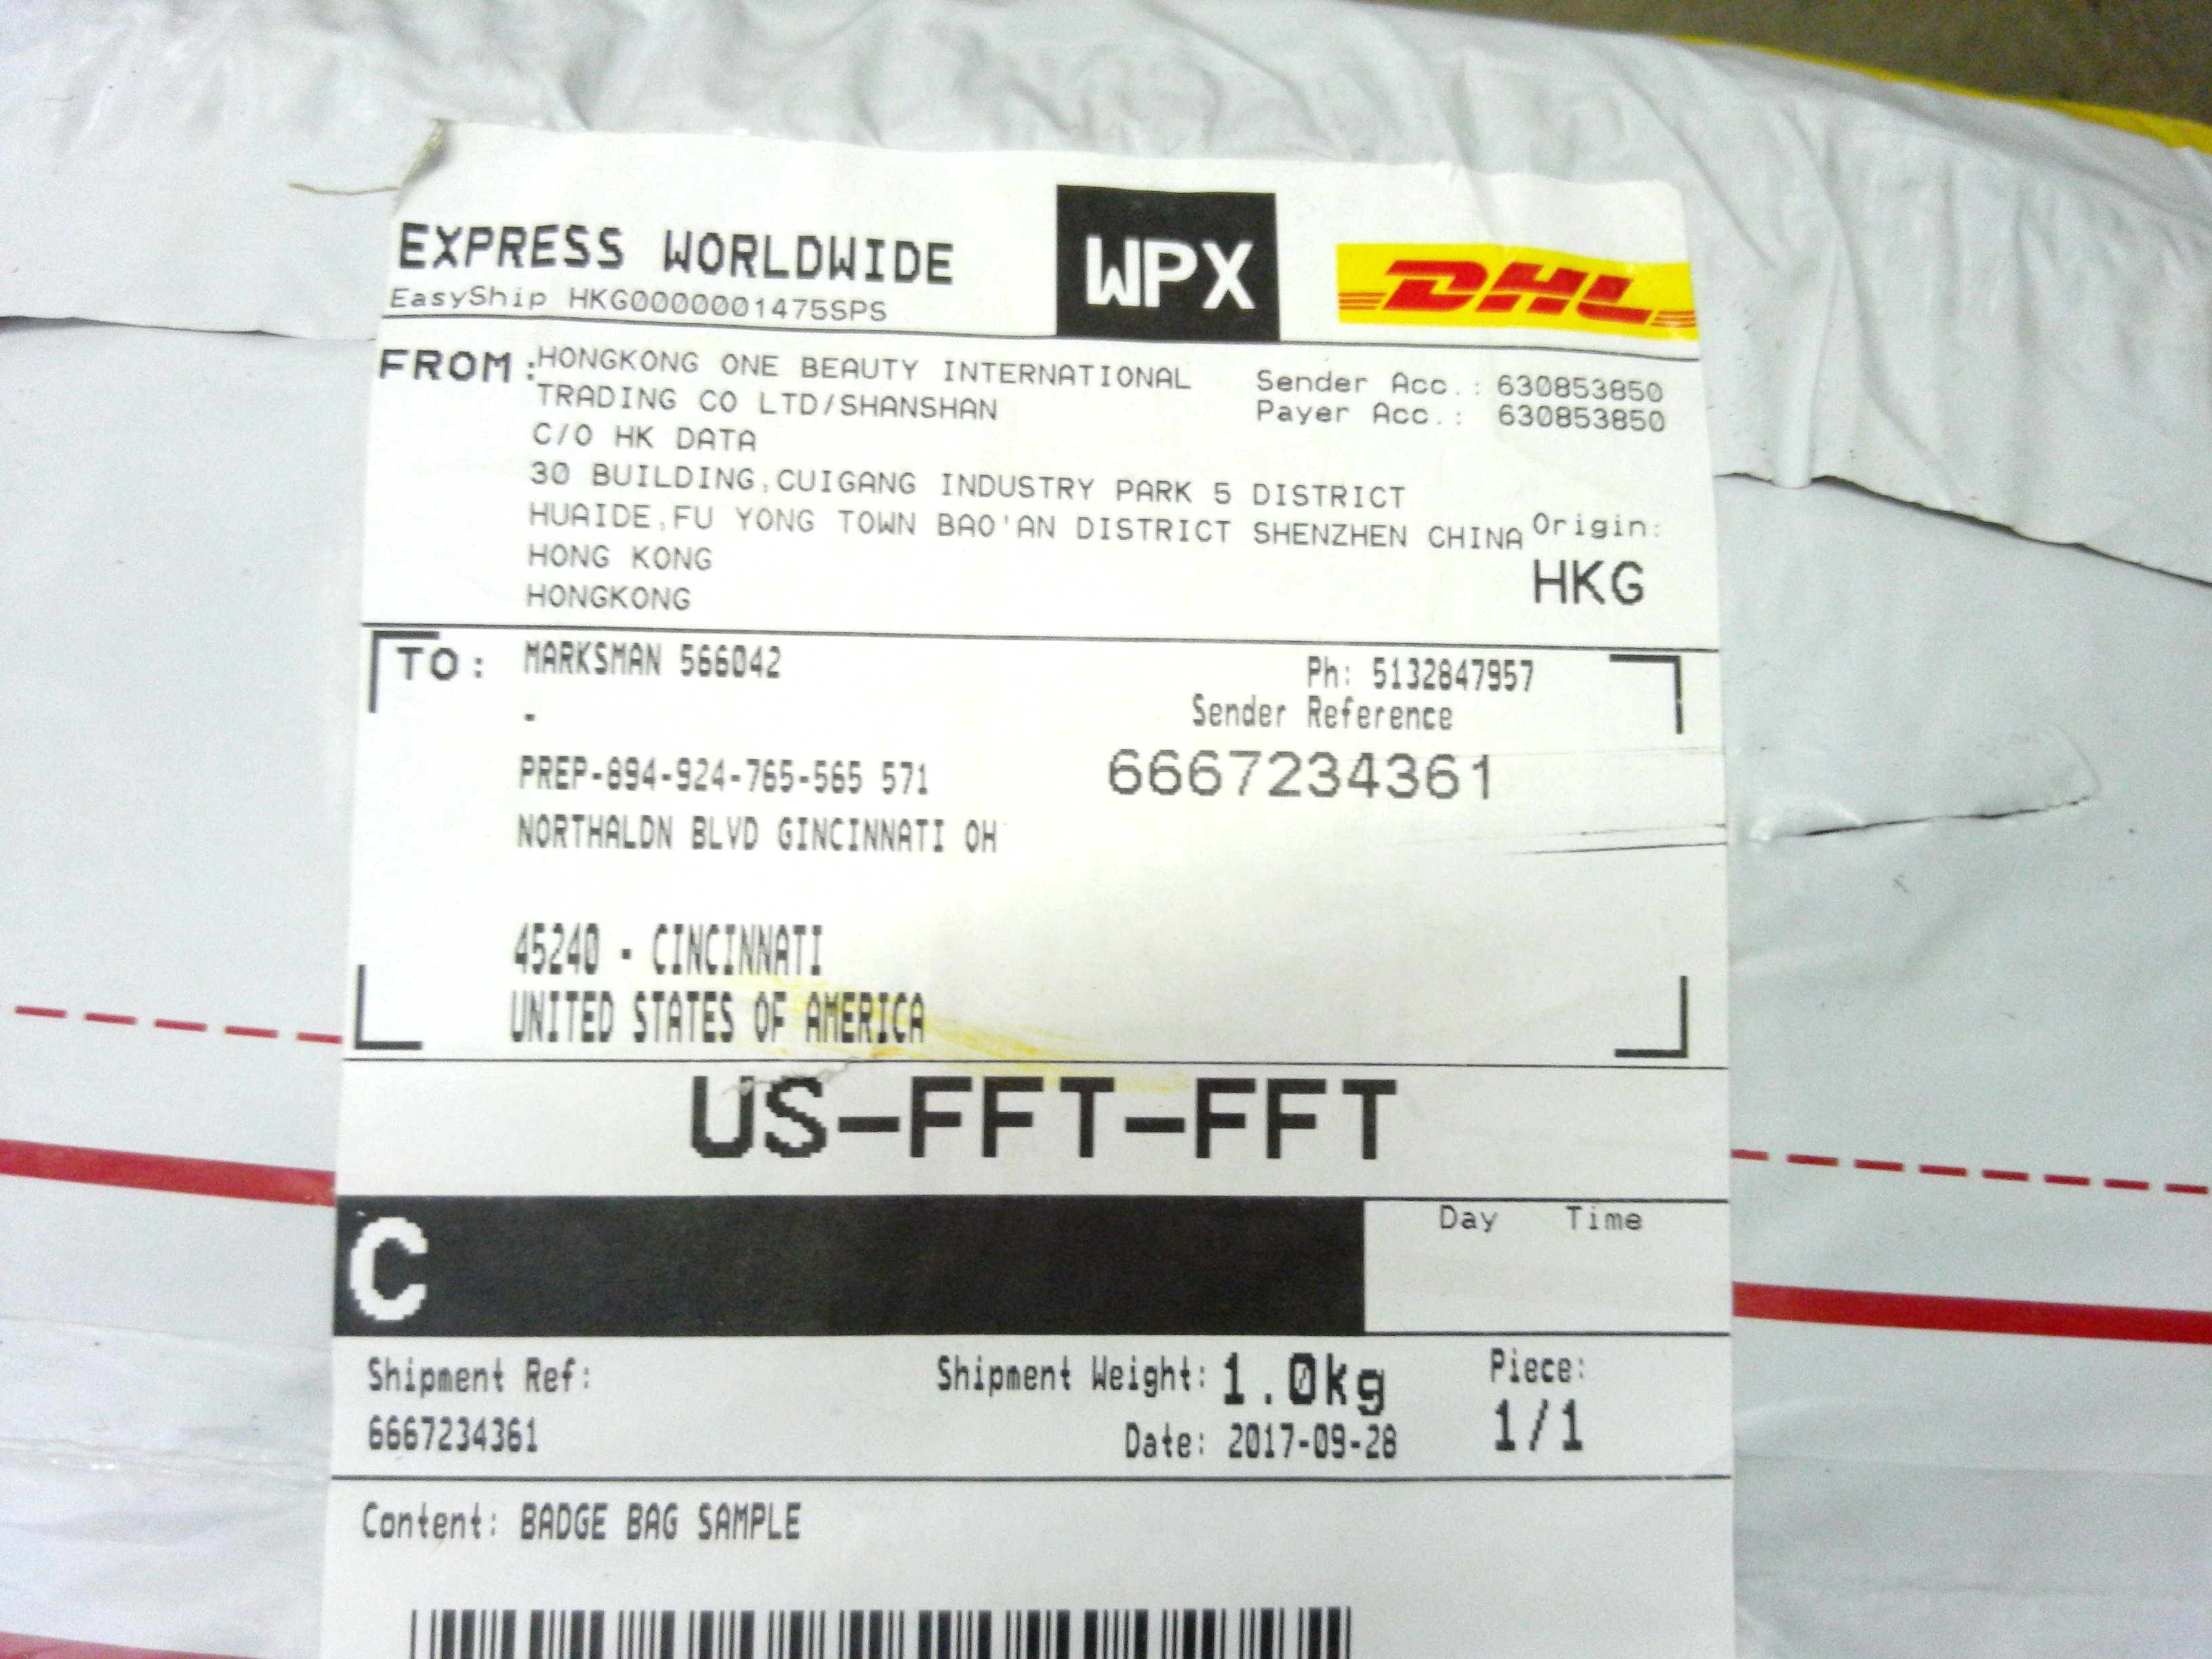 EXPRESS WORLDWIDE
EasyShip HKG0000001475SPS
WPX
DHL
FROM: HONGKONG ONE BEAUTY INTERNATIONAL
TRADING CO LTD/SHANSHAN
C/O HK DATA
30 BUILDING,CUIGANG INDUSTRY PARK 5 DISTRICT
HUAIDE,FU YONG TOWN BAO'AN DISTRICT SHENZHEN CHINA
HONG KONG
HONGKONG
Sender Acc.: 630853850
Payer Acc.: 630853850
Origin:
HKG
TO: MARKSMAN 566042
-
PREP-894-924-765-565 571
NORTHALDN BLVD GINCINNATI OH
45240 - CINCINNATI
UNITED STATES OF AMERICA
Ph: 5132847957
Sender Reference
6667234361
US-FFT-FFT
C
Day Time
Shipment Ref:
6667234361
Shipment Weight: 1.0kg
Date: 2017-09-28
Piece:
1/1
Content: BADGE BAG SAMPLE